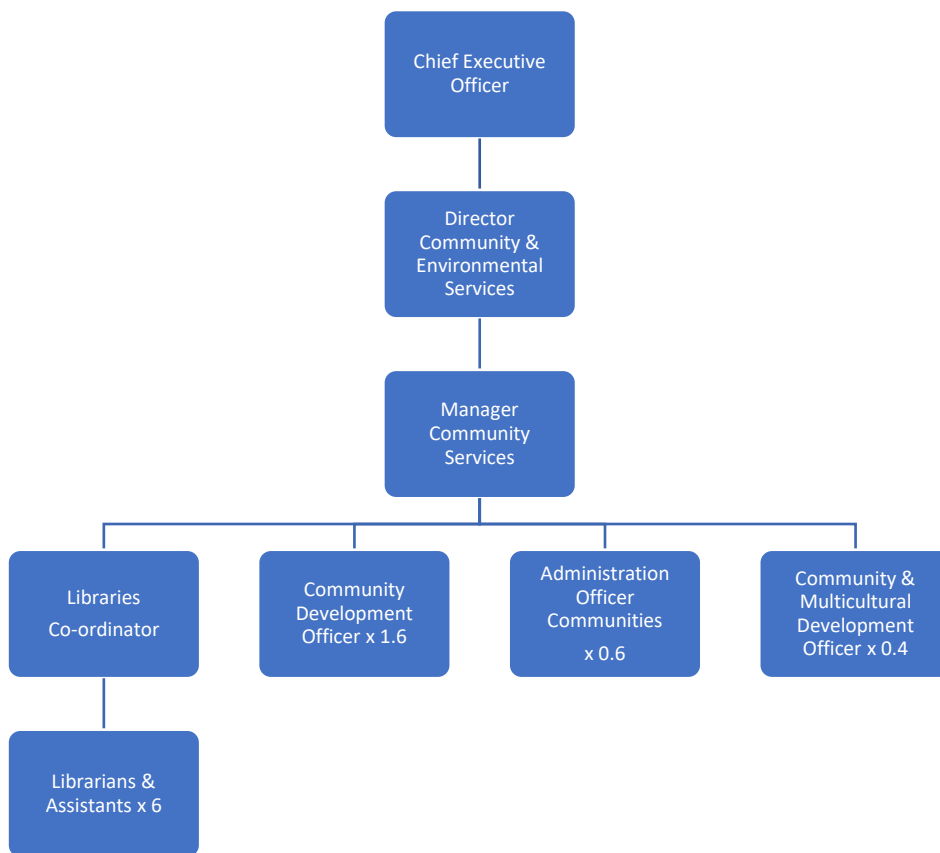 Chief Executive
Officer
Director
Community &
Environmental
Services
Manager
Community
Services
Libraries
Co-ordinator
Community
Development
Officer x 1.6
Administration
Officer
Communities
x 0.6
Community &
Multicultural
Development
Officer x 0.4
Librarians &
Assistants x 6